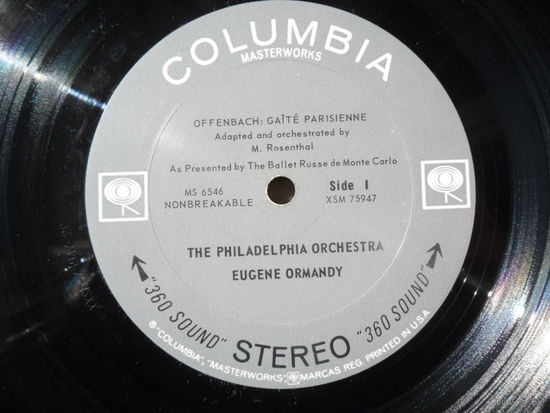 COLUMBIA
MASTERWORKS
OFFENBACH: GAÎTÉ PARISIENNE
Adapted and orchestrated by
M. Rosenthal
As Presented by The Ballet Russe de Monte Carlo
MS 6546
NONBREAKABLE
Side 1
XSM 75947
THE PHILADELPHIA ORCHESTRA
EUGENE ORMANDY
"360 SOUND" STEREO "360 SOUND"
® "COLUMBIA", "MASTERWORKS", MARCAS REG. PRINTED IN U.S.A.